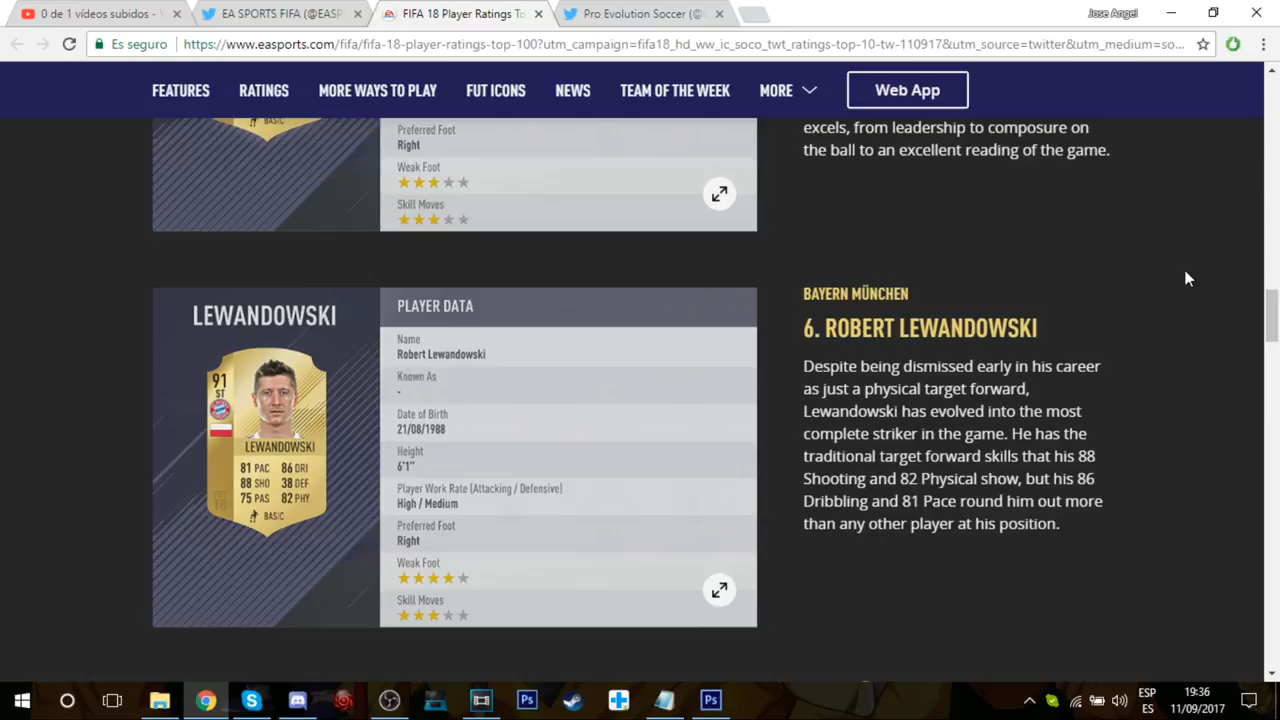 0 de 1 vídeos subidos -
EA SPORTS FIFA (@EASP
FIFA 18 Player Ratings To
Pro Evolution Soccer (@
Jose Angel
Es seguro
https://www.easports.com/fifa/fifa-18-player-ratings-top-100?utm_campaign=fifa18_hd_ww_ic_soco_twt_ratings-top-10-tw-110917&utm_source=twitter&utm_medium=so...
FEATURES
RATINGS
MORE WAYS TO PLAY
FUT ICONS
NEWS
TEAM OF THE WEEK
MORE
Web App
BASIC
Preferred Foot
Right
Weak Foot
Skill Moves
excels, from leadership to composure on
the ball to an excellent reading of the game.
LEWANDOWSKI
91
ST
LEWANDOWSKI
81 PAC 86 DRI
88 SHO 38 DEF
75 PAS 82 PHY
BASIC
PLAYER DATA
Name
Robert Lewandowski
Known As
-
Date of Birth
21/08/1988
Height
6'1"
Player Work Rate (Attacking / Defensive)
High / Medium
Preferred Foot
Right
Weak Foot
Skill Moves
BAYERN MÜNCHEN
6. ROBERT LEWANDOWSKI
Despite being dismissed early in his career
as just a physical target forward,
Lewandowski has evolved into the most
complete striker in the game. He has the
traditional target forward skills that his 88
Shooting and 82 Physical show, but his 86
Dribbling and 81 Pace round him out more
than any other player at his position.
ESP
ES
19:36
11/09/2017